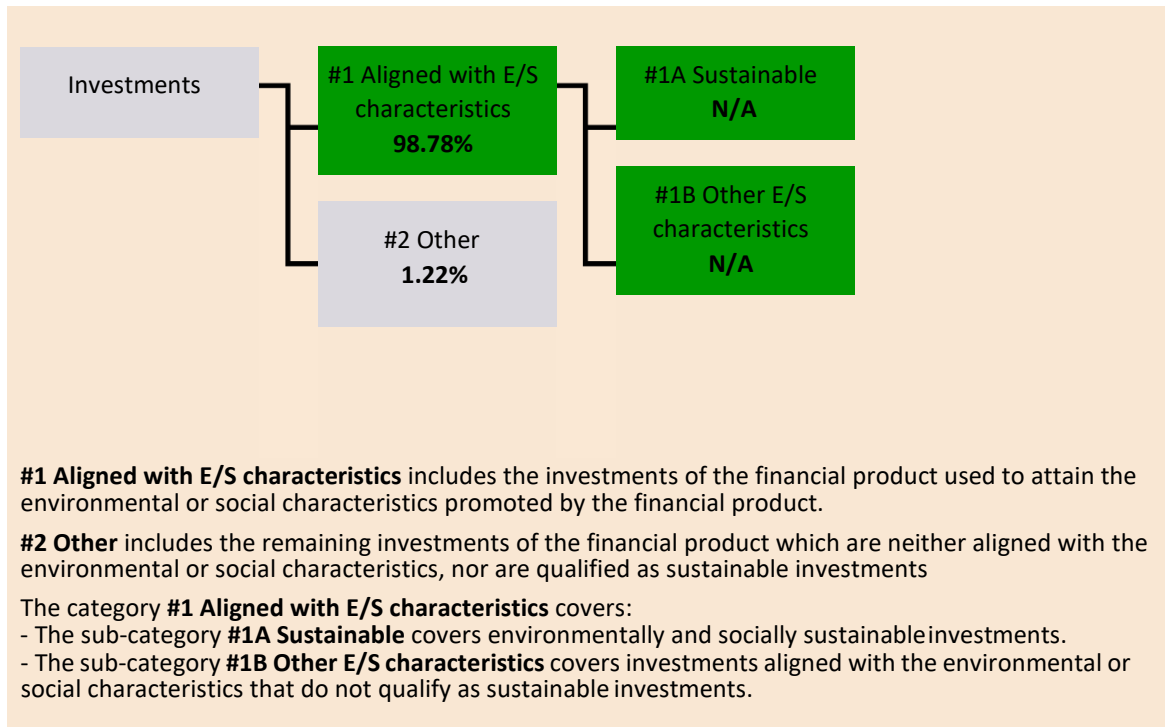 Investments
#1 Aligned with E/S
characteristics
98.78%
#2 Other
1.22%
#1A Sustainable
N/A
#1B Other E/S
characteristics
N/A
#1 Aligned with E/S characteristics includes the investments of the financial product used to attain the
environmental or social characteristics promoted by the financial product.
#2 Other includes the remaining investments of the financial product which are neither aligned with the
environmental or social characteristics, nor are qualified as sustainable investments
The category #1 Aligned with E/S characteristics covers:
- The sub-category #1A Sustainable covers environmentally and socially sustainable investments.
- The sub-category #1B Other E/S characteristics covers investments aligned with the environmental or
social characteristics that do not qualify as sustainable investments.